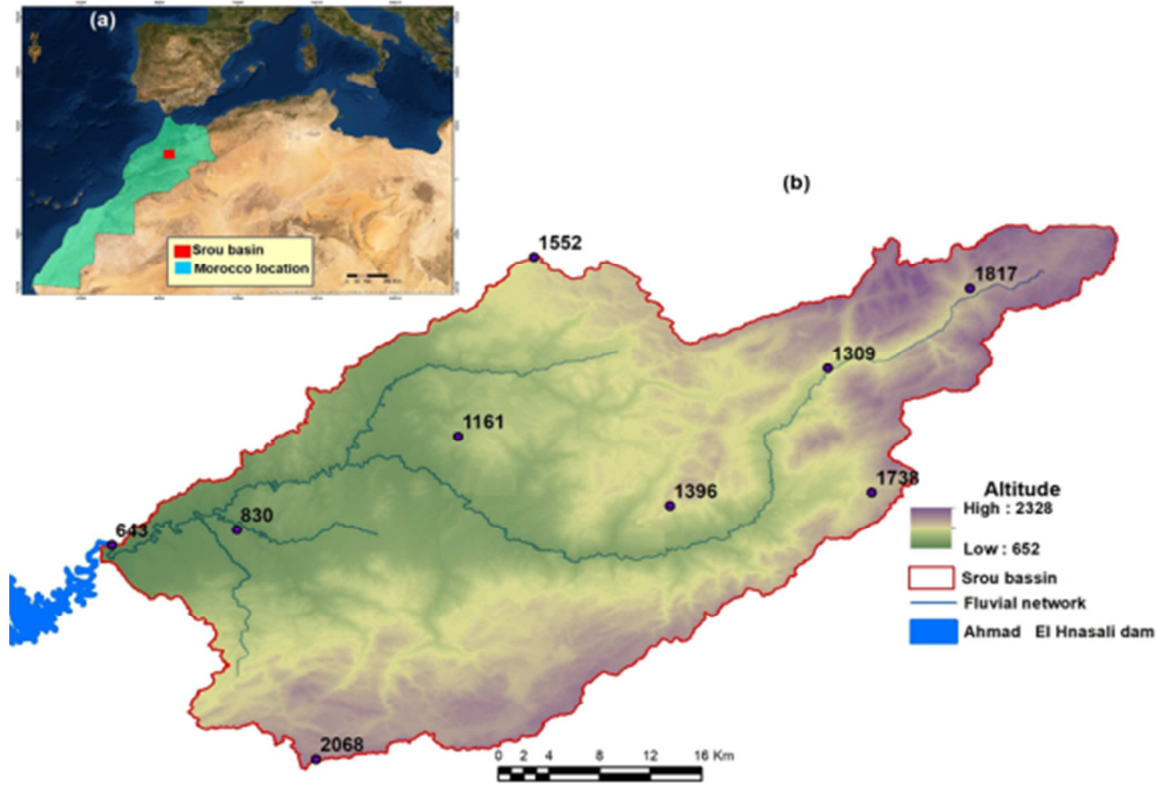 (a)
Srou basin
Morocco location
(b)
1552
1817
1309
1161
1396
1738
643
830
2068
Altitude
High : 2328
Low : 652
Srou bassin
Fluvial network
Ahmad El Hnasali dam
0 2 4 8 12 16 Km